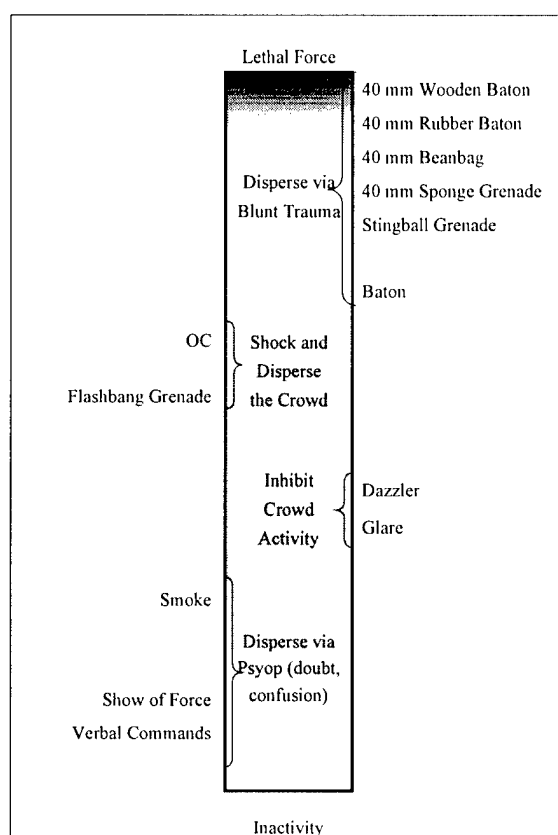 Lethal Force
40 mm Wooden Baton
40 mm Rubber Baton
40 mm Beanbag
Disperse via
Blunt Trauma
40 mm Sponge Grenade
Stingball Grenade
Baton
OC
Flashbang Grenade
Shock and
Disperse
the Crowd
Inhibit
Crowd
Activity
Dazzler
Glare
Smoke
Disperse via
Psyop (doubt,
confusion)
Show of Force
Verbal Commands
Inactivity